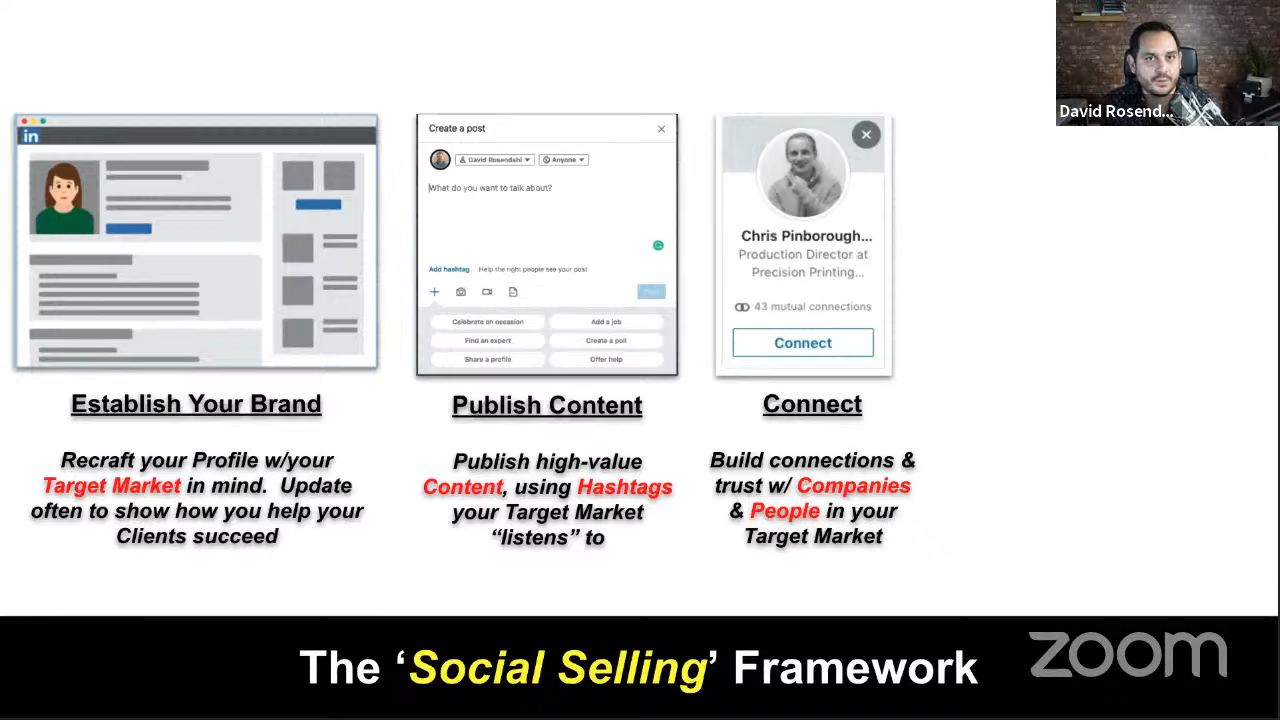 David Rosend...
in
Create a post
David Rosendahl
Anyone
What do you want to talk about?
Add hashtag Help the right people see your post
Post
Celebrate an occasion
Add a job
Find an expert
Create a poll
Share a profile
Offer help
Chris Pinborough...
Production Director at
Precision Printing...
43 mutual connections
Connect
Establish Your Brand
Recraft your Profile w/your
Target Market in mind. Update
often to show how you help your
Clients succeed
Publish Content
Publish high-value
Content, using Hashtags
your Target Market
“listens” to
Connect
Build connections &
trust w/ Companies
& People in your
Target Market
The ‘Social Selling’ Framework
zoom